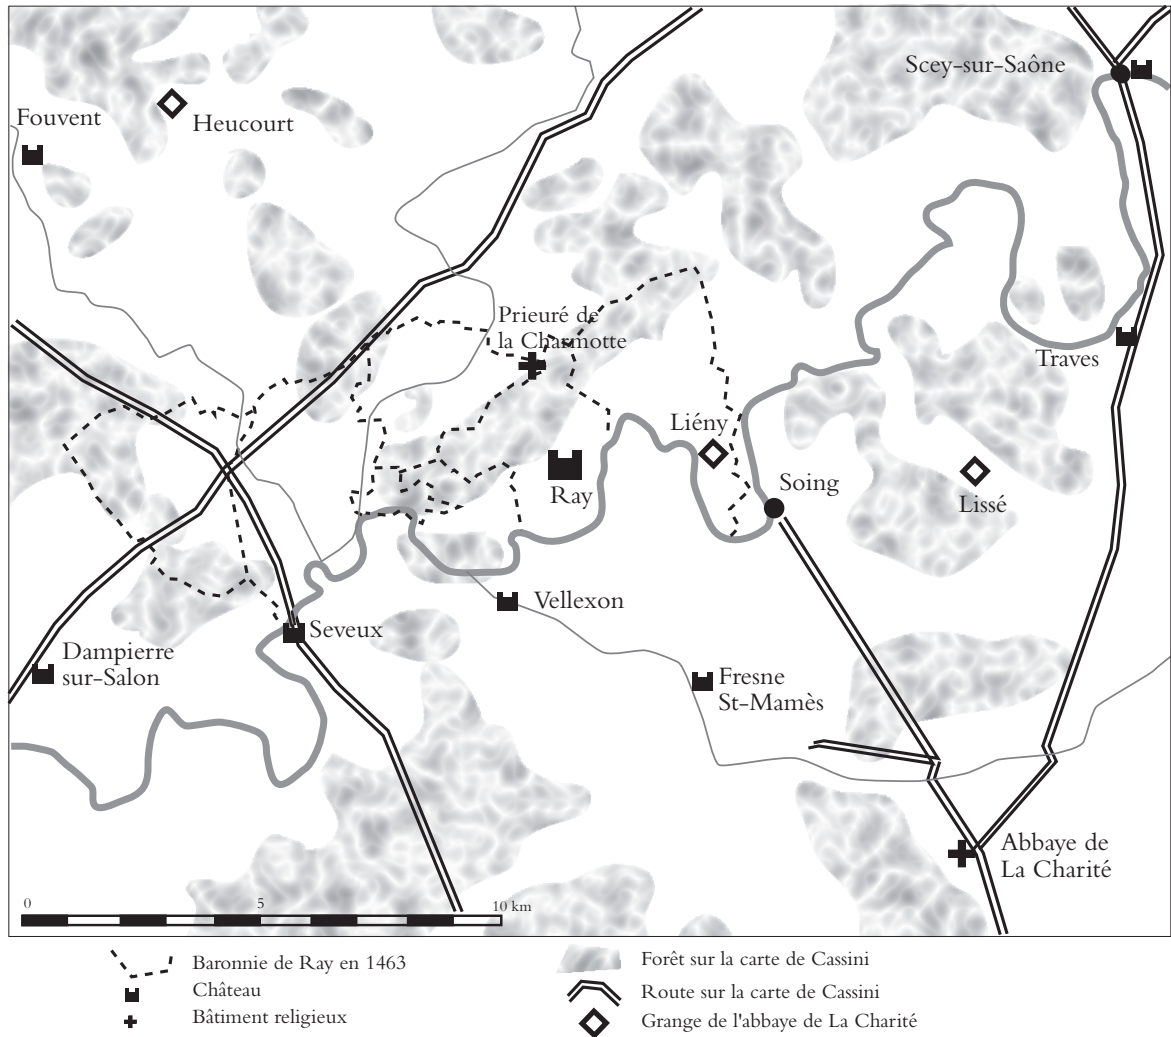 Scey-sur-Saône
Fouvent
Heucourt
Prieuré de
la Charmotte
Traves
Liény
Ray
Soing
Lissé
Vellexon
Seveux
Dampierre
sur-Salon
Fresne
St-Mamès
Abbaye de
La Charité
0 5 10 km
Baronnie de Ray en 1463
Château
Bâtiment religieux
Forêt sur la carte de Cassini
Route sur la carte de Cassini
Grange de l'abbaye de La Charité